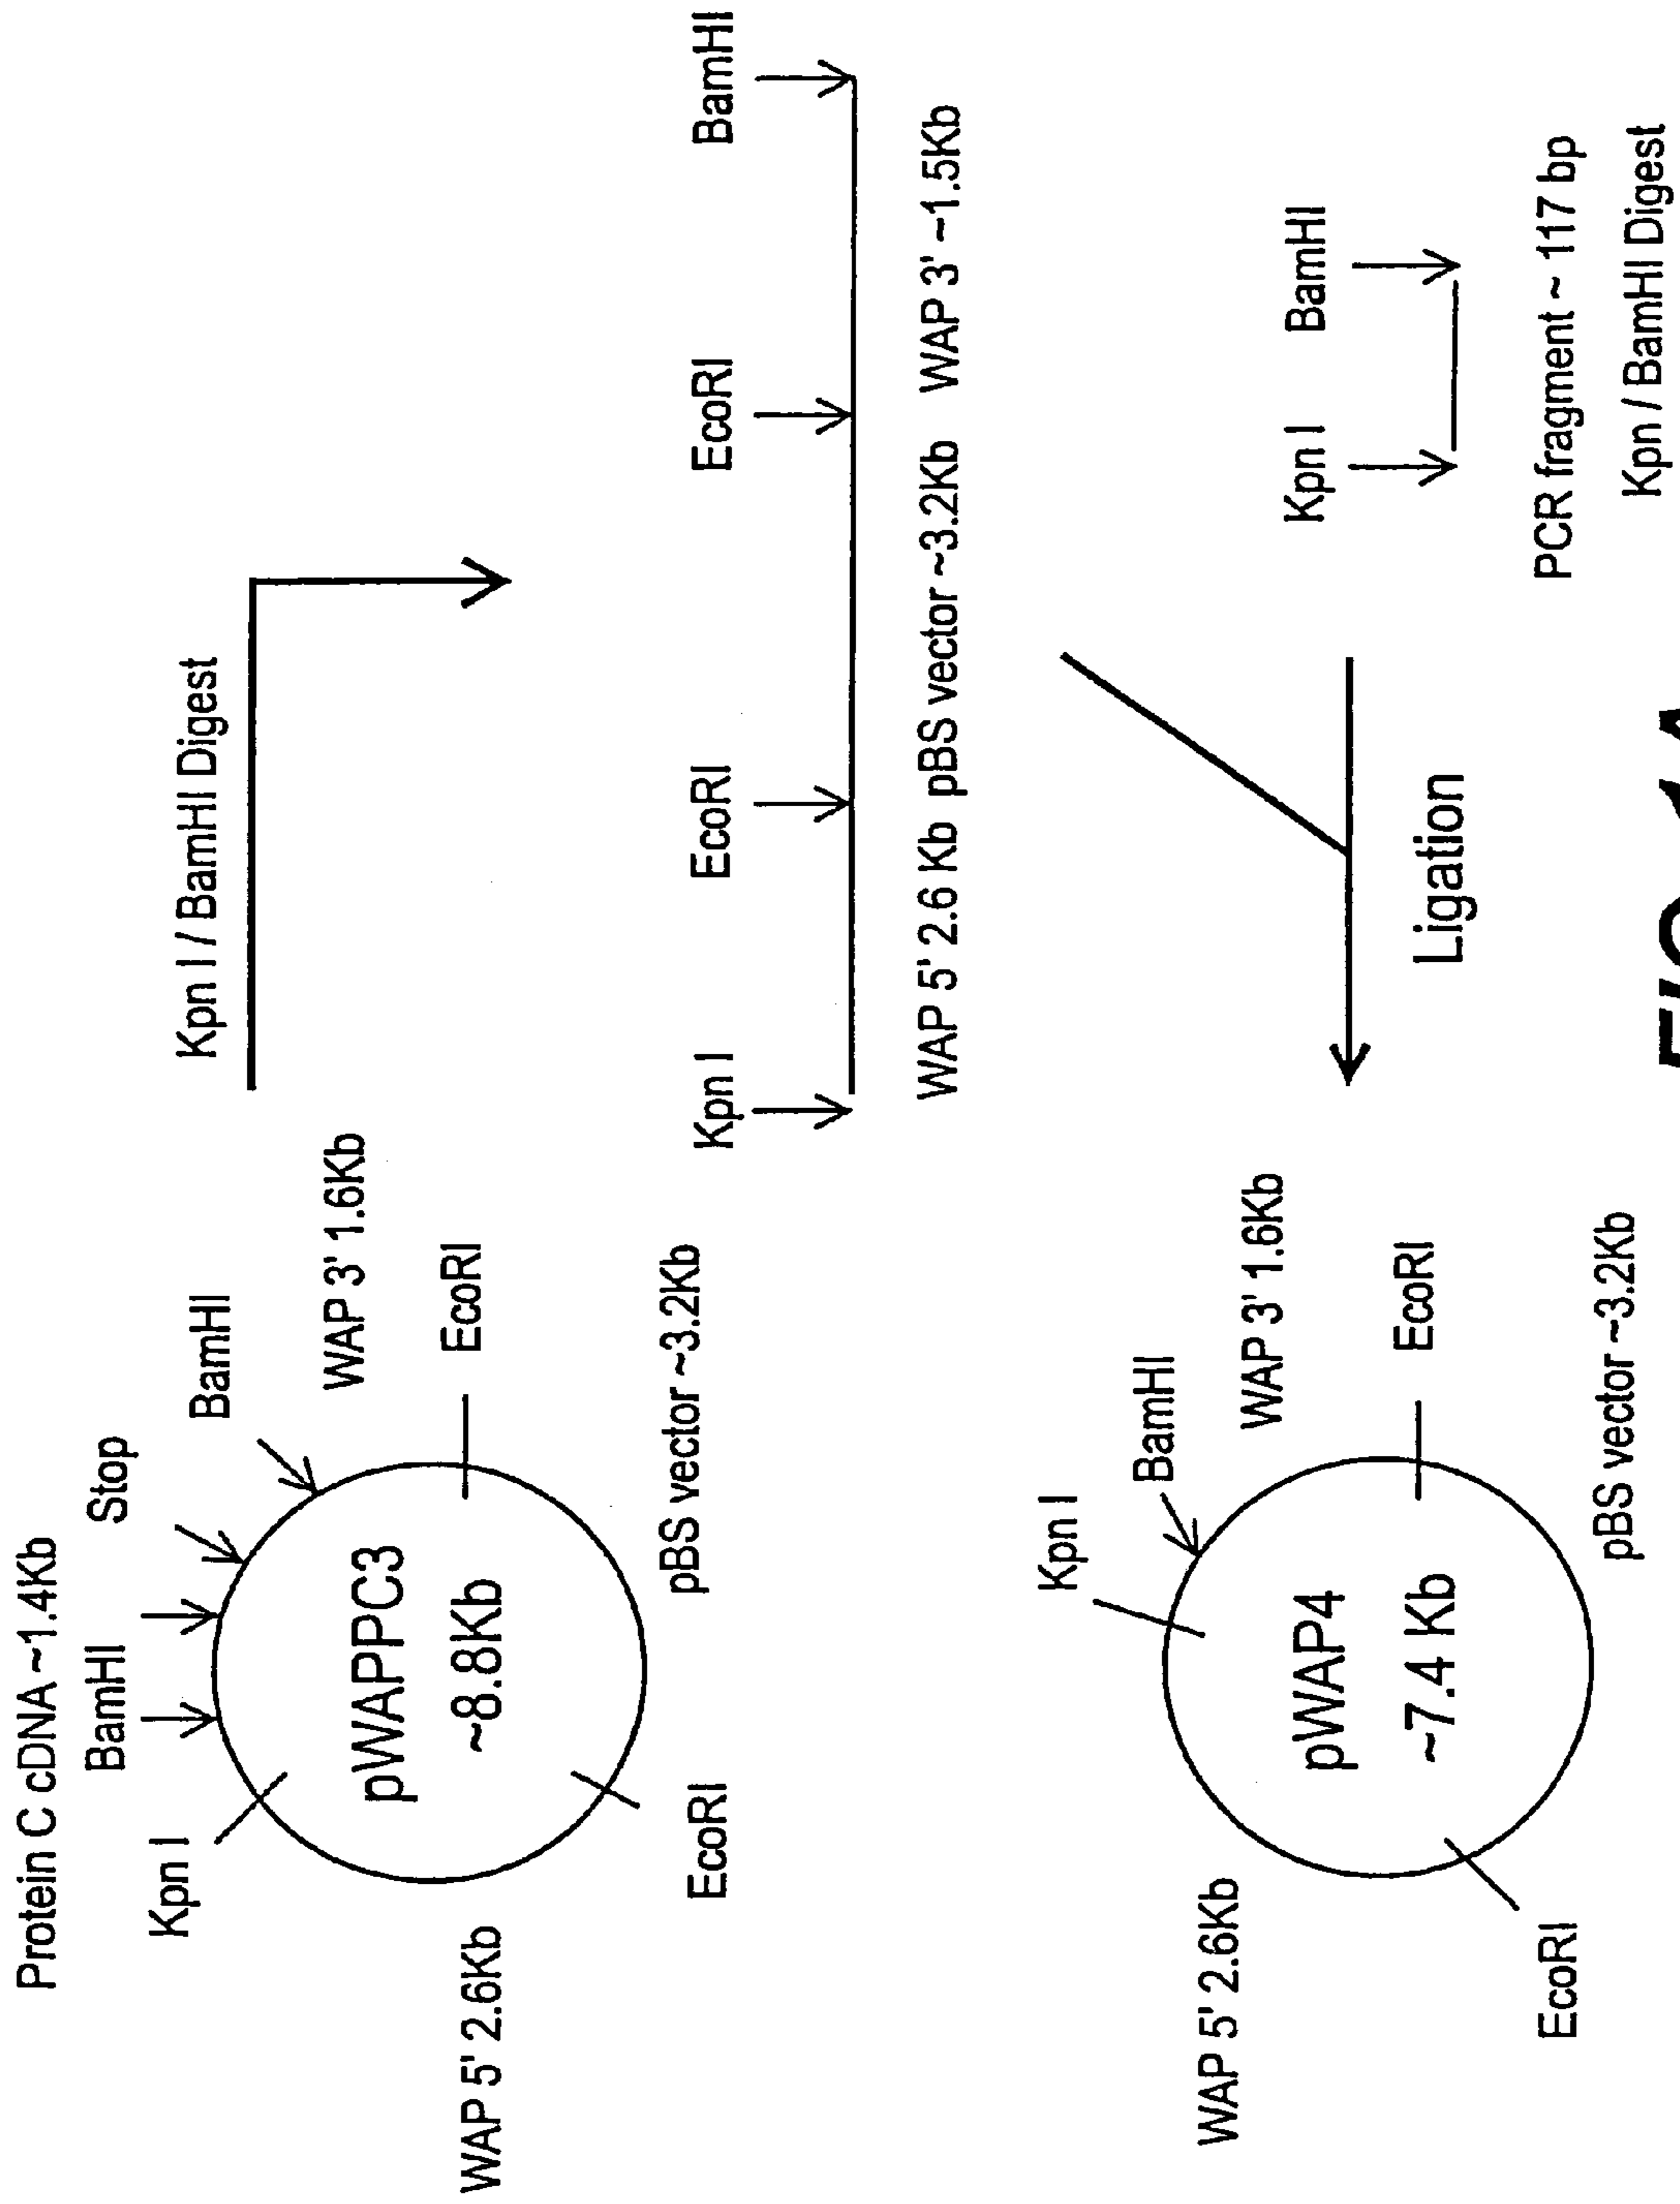 Protein C cDNA ~1.4Kb
BamHI
Stop
Kpn I
BamHI
Kpn I / BamHI Digest
WAP 3' 1.6Kb
pWAPPC3
~8.8Kb
WAP 5' 2.6Kb
EcoRI
EcoRI
pBS vector ~3.2Kb
Kpn I
EcoRI
EcoRI
BamHI
WAP 5' 2.6 Kb pBS vector ~3.2Kb WAP 3' ~1.5Kb
Kpn I
BamHI
WAP 3' 1.6Kb
WAP 5' 2.6Kb
pWAP4
~7.4 Kb
EcoRI
EcoRI
pBS vector ~3.2Kb
Ligation
Kpn I
BamHI
PCR fragment ~ 117 bp
Kpn / BamHI Digest